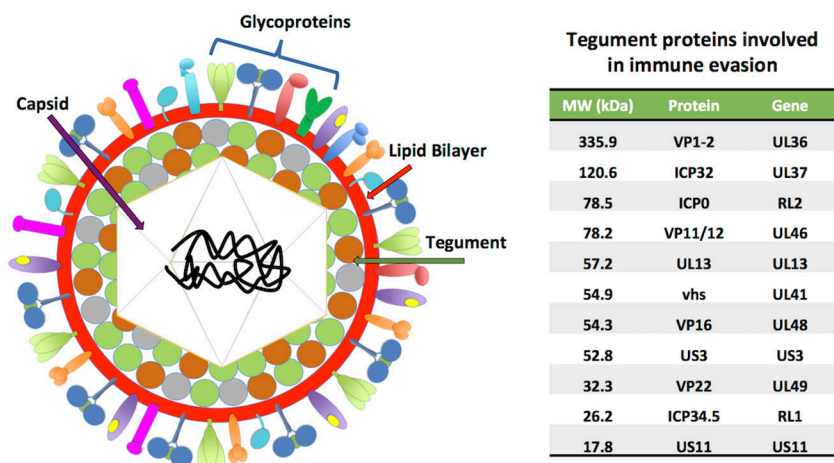 Glycoproteins
Capsid
Lipid Bilayer
Tegument
Tegument proteins involved
in immune evasion
MW (kDa) Protein Gene
335.9 VP1-2 UL36
120.6 ICP32 UL37
78.5 ICP0 RL2
78.2 VP11/12 UL46
57.2 UL13 UL13
54.9 vhs UL41
54.3 VP16 UL48
52.8 US3 US3
32.3 VP22 UL49
26.2 ICP34.5 RL1
17.8 US11 US11